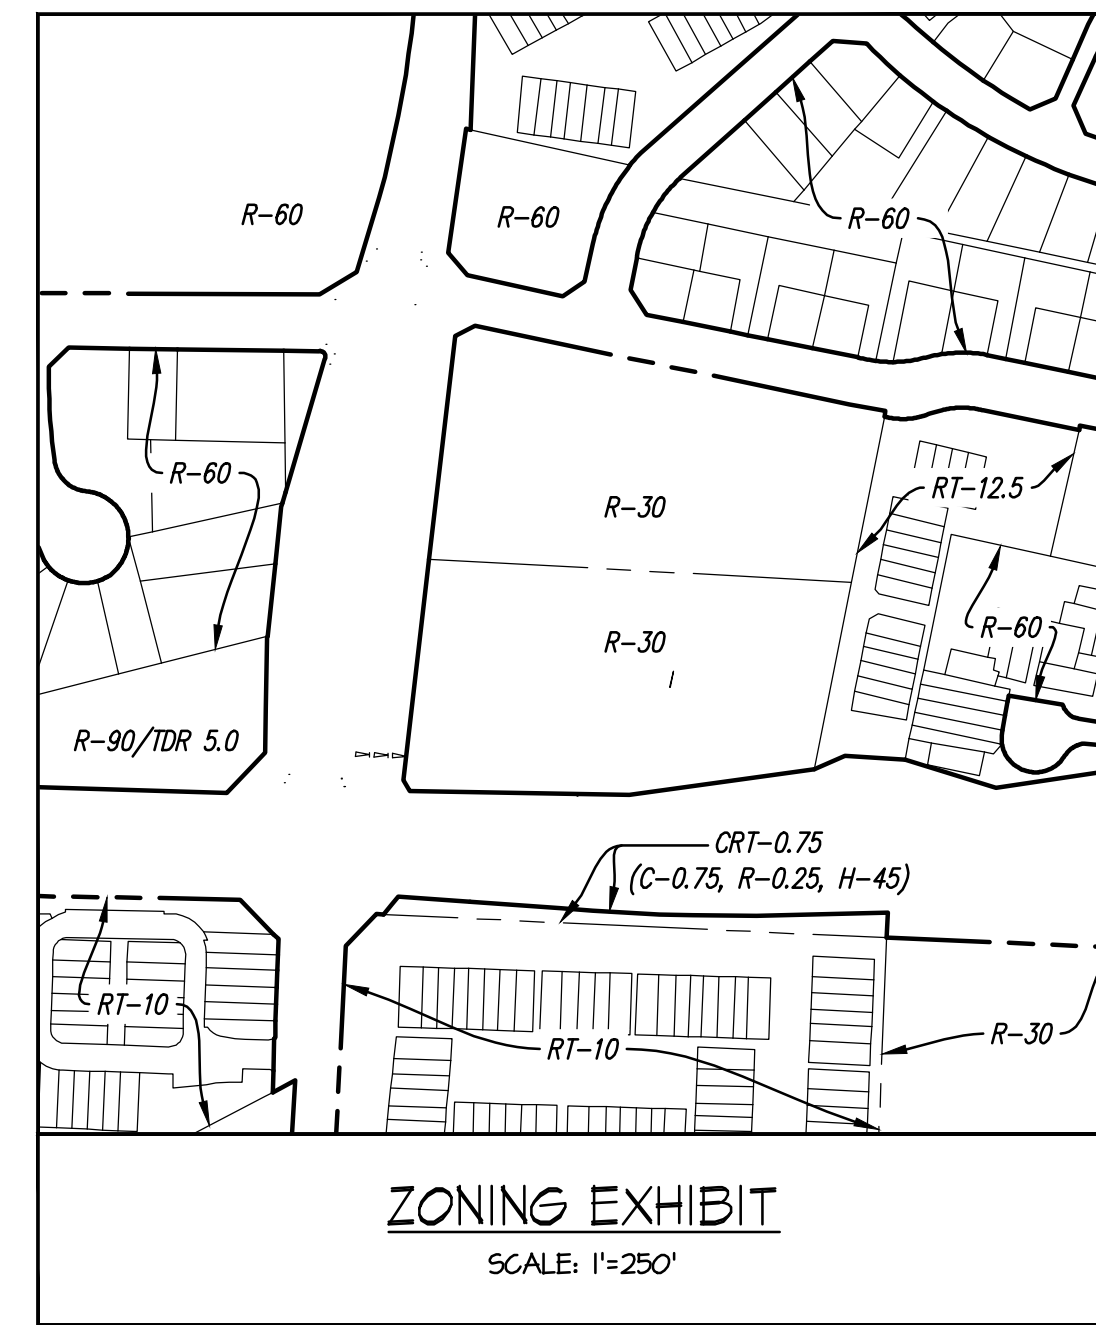 R-60
R-60
R-60
R-60
R-30
RT-12.5
R-30
R-60
R-90/TDR 5.0
CRT-0.75
(C-0.75, R-0.25, H-45)
RT-10
RT-10
R-30
ZONING EXHIBIT
SCALE: 1'=250'